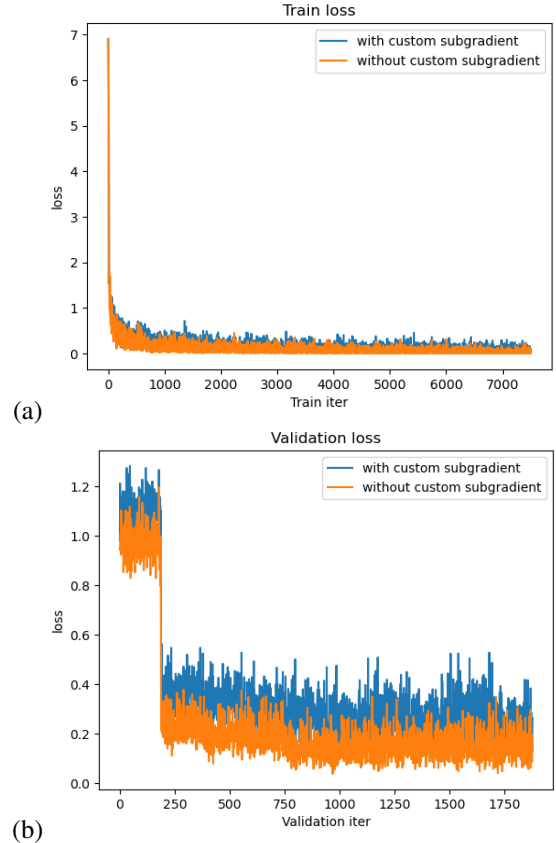 Train loss
with custom subgradient
without custom subgradient
7
6
5
4
3
2
1
0
loss
0 1000 2000 3000 4000 5000 6000 7000
Train iter
(a)
Validation loss
with custom subgradient
without custom subgradient
1.2
1.0
0.8
0.6
0.4
0.2
0.0
loss
0 250 500 750 1000 1250 1500 1750
Validation iter
(b)